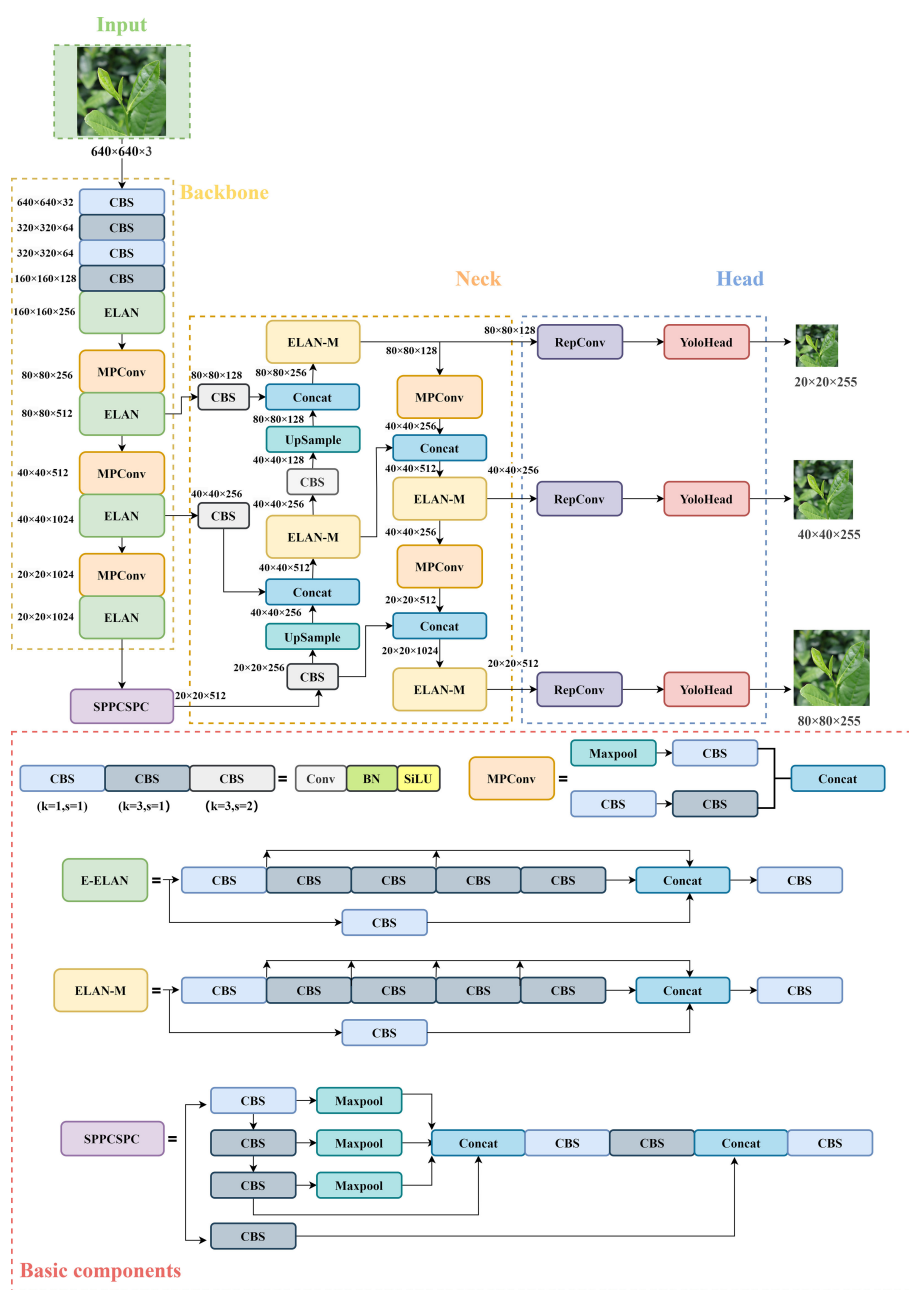 Input
640×640×3
Backbone
640×640×32
CBS
320×320×64
CBS
320×320×64
CBS
160×160×128
CBS
160×160×256
ELAN
80×80×256
MPConv
80×80×512
ELAN
40×40×512
MPConv
40×40×1024
ELAN
20×20×1024
MPConv
20×20×1024
ELAN
SPPCSPC
20×20×512
Neck
ELAN-M
80×80×128
80×80×256
CBS
Concat
80×80×128
UpSample
40×40×128
CBS
40×40×256
40×40×256
CBS
ELAN-M
40×40×512
Concat
40×40×256
UpSample
20×20×256
CBS
80×80×128
80×80×128
MPConv
40×40×256
Concat
40×40×512
40×40×256
ELAN-M
40×40×256
MPConv
20×20×512
Concat
20×20×1024
20×20×512
ELAN-M
Head
RepConv
YoloHead
20×20×255
RepConv
YoloHead
40×40×255
RepConv
YoloHead
80×80×255
CBS
CBS
CBS
=
Conv
BN
SiLU
(k=1,s=1)
(k=3,s=1)
(k=3,s=2)
MPConv
=
Maxpool
CBS
CBS
CBS
Concat
E-ELAN
=
CBS
CBS
CBS
CBS
CBS
Concat
CBS
CBS
ELAN-M
=
CBS
CBS
CBS
CBS
CBS
Concat
CBS
CBS
SPPCSPC
=
CBS
Maxpool
CBS
Maxpool
Concat
CBS
CBS
Concat
CBS
CBS
Maxpool
CBS
Basic components